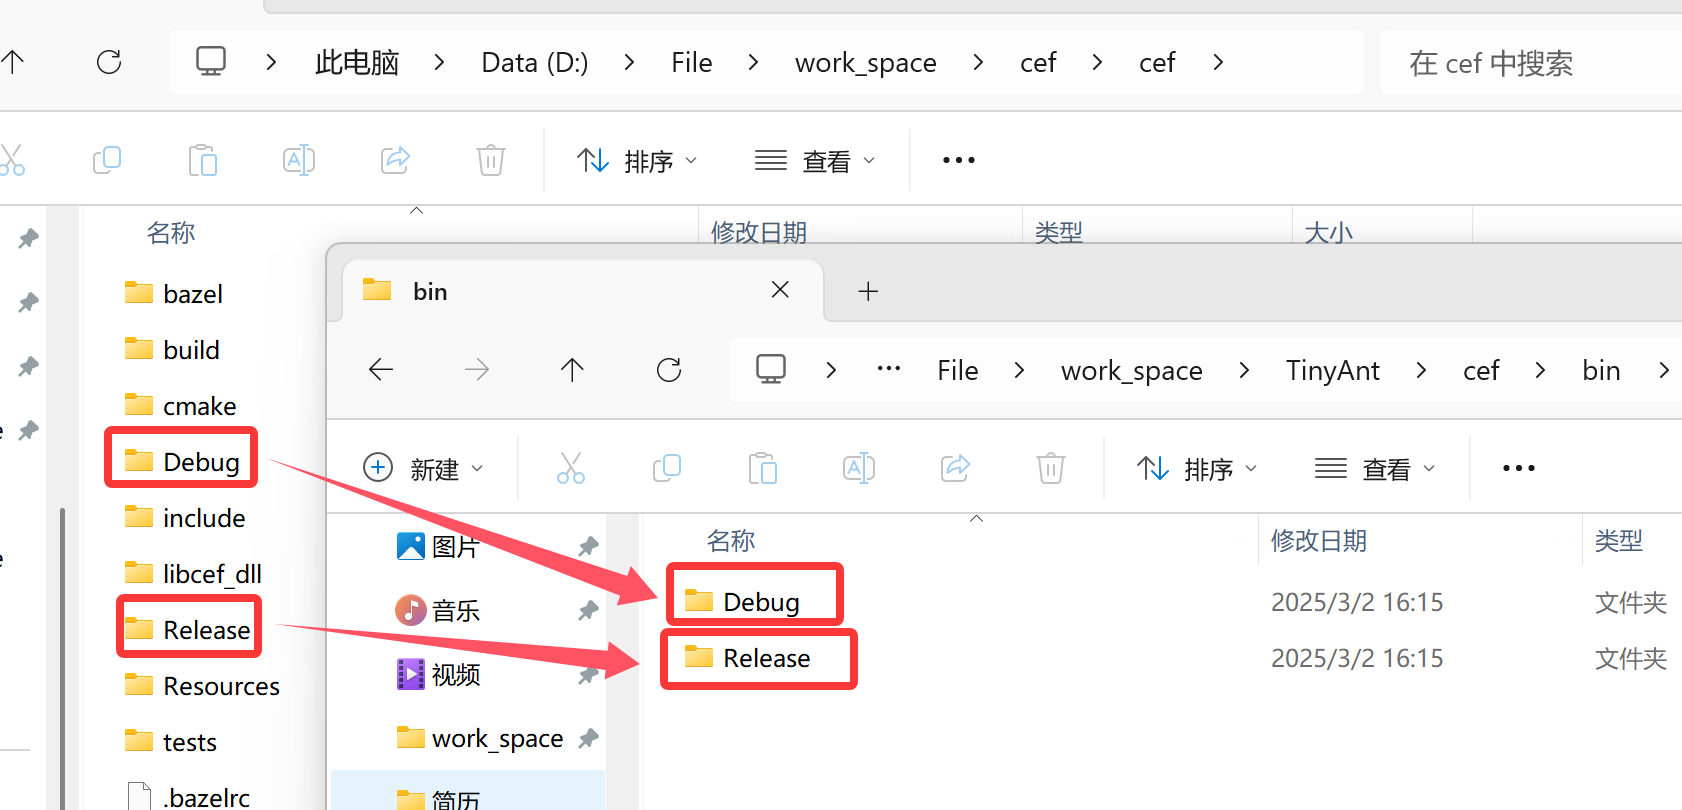 此电脑 > Data (D:) > File > work_space > cef > cef >
在 cef 中搜索
排序
查看
名称
修改日期
类型
大小
bazel
build
cmake
Debug
include
libcef_dll
Release
Resources
tests
.bazelrc
bin
… > File > work_space > TinyAnt > cef > bin >
新建
排序
查看
图片
音乐
视频
work_space
简历
名称
修改日期
类型
Debug
2025/3/2 16:15
文件夹
Release
2025/3/2 16:15
文件夹